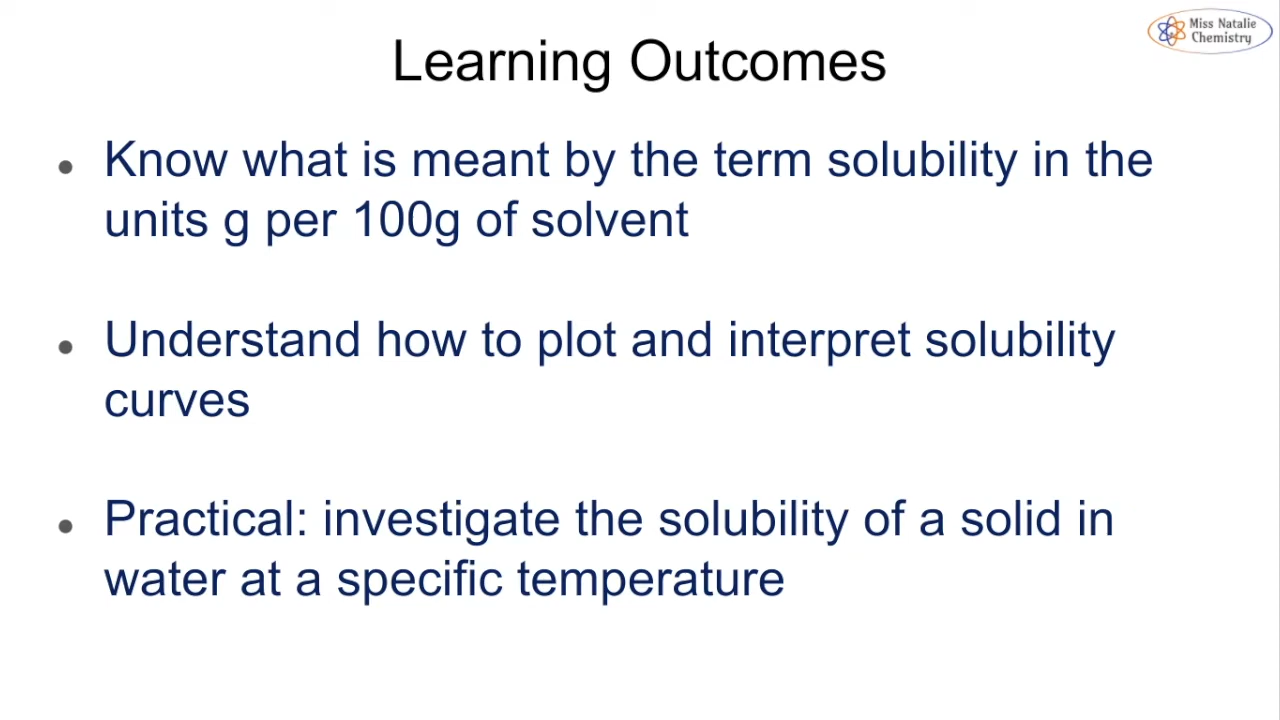 Miss Natalie
Chemistry
Learning Outcomes
• Know what is meant by the term solubility in the
units g per 100g of solvent
• Understand how to plot and interpret solubility
curves
• Practical: investigate the solubility of a solid in
water at a specific temperature